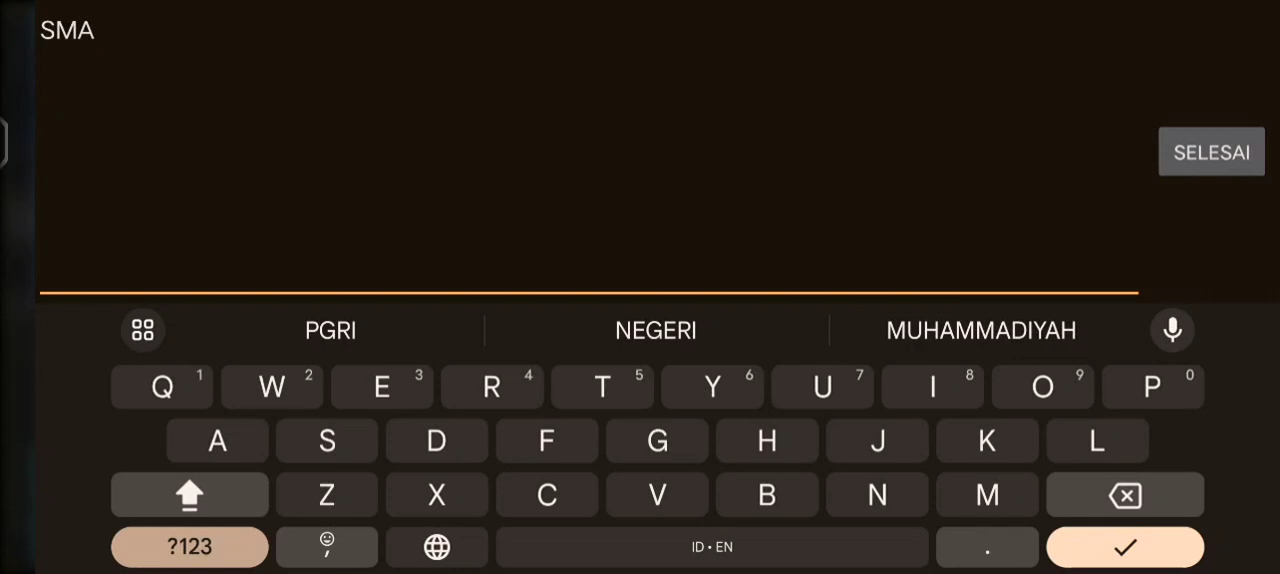 SMA
SELESAI
PGRI NEGERI MUHAMMADIYAH
Q 1 W 2 E 3 R 4 T 5 Y 6 U 7 I 8 O 9 P 0
A S D F G H J K L
Z X C V B N M
?123 , ID • EN .